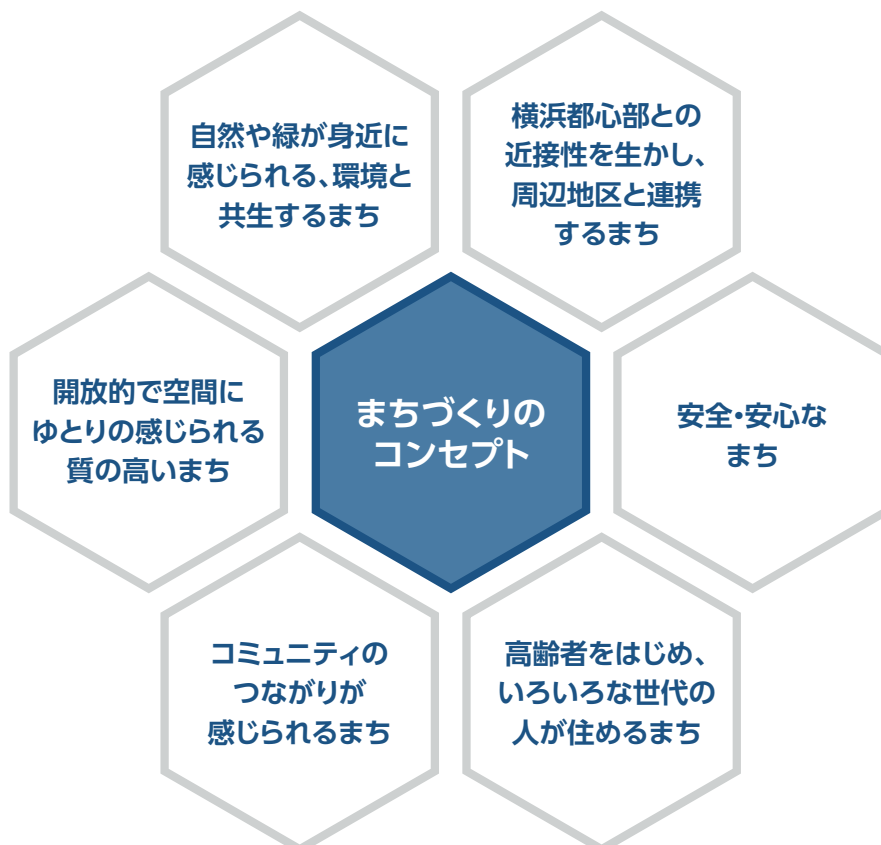 自然や緑が身近に
感じられる、環境と
共生するまち
横浜都心部との
近接性を生かし、
周辺地区と連携
するまち
開放的で空間に
ゆとりの感じられる
質の高いまち
まちづくりの
コンセプト
安全・安心な
まち
コミュニティの
つながりが
感じられるまち
高齢者をはじめ、
いろいろな世代の
人が住めるまち